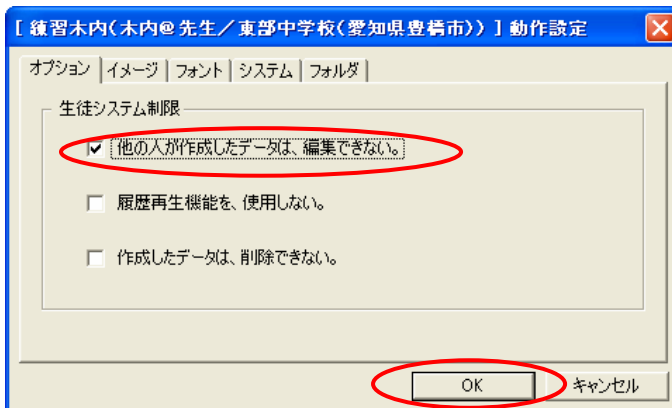 [ 練習木内(木内@先生／東部中学校(愛知県豊橋市)) ] 動作設定
オプション イメージ フォント システム フォルダ
生徒システム制限
他の人が作成したデータは、編集できない。
履歴再生機能を、使用しない。
作成したデータは、削除できない。
OK キャンセル